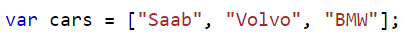 var cars = ["Saab", "Volvo", "BMW"];